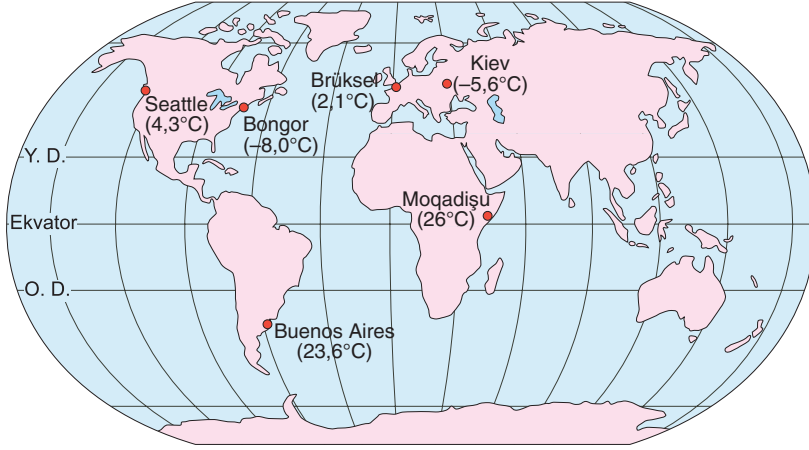 Kiev
(–5,6°C)
Brüksel
(2,1°C)
Seattle
(4,3°C)
Bongor
(–8,0°C)
Y. D.
Moqadişu
(26°C)
Ekvator
O. D.
Buenos Aires
(23,6°C)